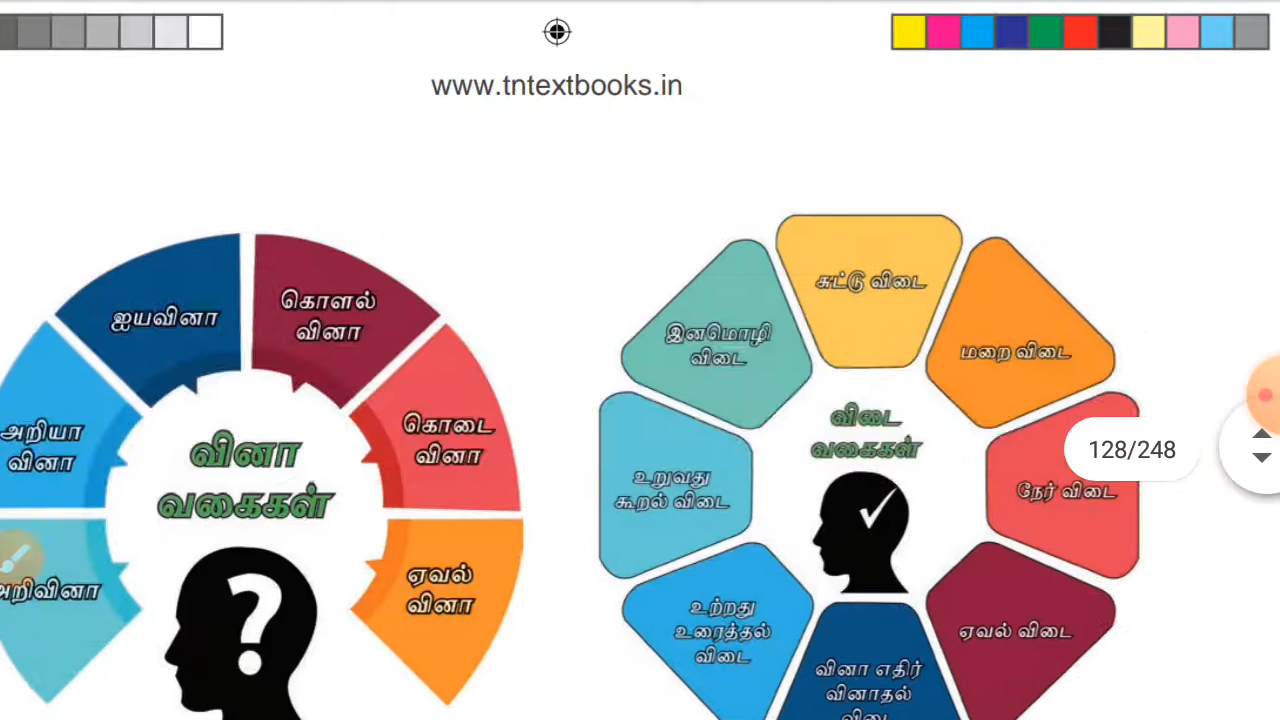 www.tntextbooks.in
ஐயவினா
கொளல்
வினா
அறியா
வினா
கொடை
வினா
அறிவினா
ஏவல்
வினா
வினா
வகைகள்
சுட்டு விடை
மறை விடை
நேர் விடை
ஏவல் விடை
வினா எதிர்
வினாதல்
விடை
உற்றது
உரைத்தல்
விடை
உறுவது
கூறல் விடை
இனமொழி
விடை
விடை
வகைகள்
128/248